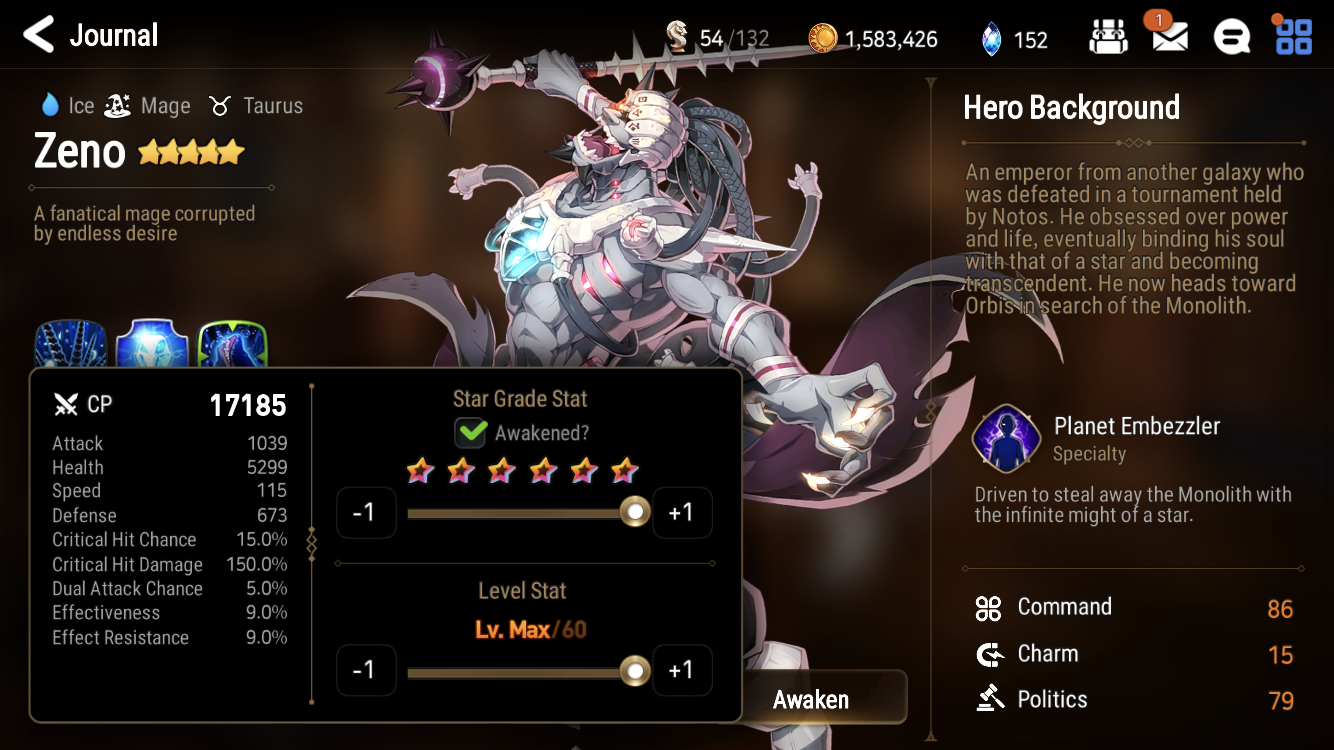 Journal
54/132
1,583,426
152
1
Ice
Mage
Taurus
Zeno
A fanatical mage corrupted
by endless desire
CP 17185
Attack 1039
Health 5299
Speed 115
Defense 673
Critical Hit Chance 15.0%
Critical Hit Damage 150.0%
Dual Attack Chance 5.0%
Effectiveness 9.0%
Effect Resistance 9.0%
Star Grade Stat
Awakened?
-1
+1
Level Stat
Lv. Max/60
-1
+1
Awaken
Hero Background
An emperor from another galaxy who
was defeated in a tournament held
by Notos. He obsessed over power
and life, eventually binding his soul
with that of a star and becoming
transcendent. He now heads toward
Orbis in search of the Monolith.
Planet Embezzler
Specialty
Driven to steal away the Monolith with
the infinite might of a star.
Command 86
Charm 15
Politics 79